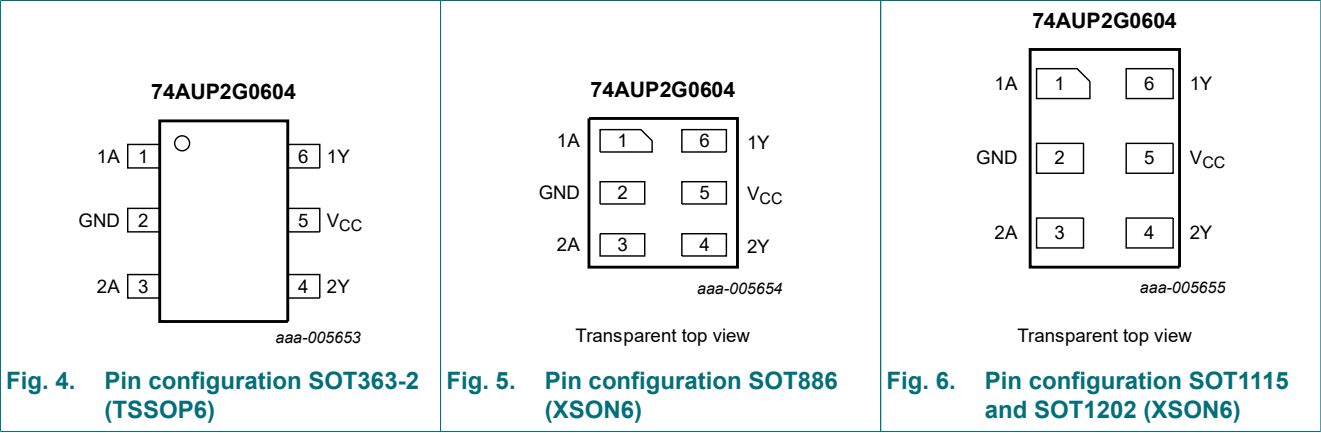 74AUP2G0604
1A 1 6 1Y
GND 2 5 VCC
2A 3 4 2Y
aaa-005653
Fig. 4. Pin configuration SOT363-2
(TSSOP6)
74AUP2G0604
1A 1 6 1Y
GND 2 5 VCC
2A 3 4 2Y
aaa-005654
Transparent top view
Fig. 5. Pin configuration SOT886
(XSON6)
74AUP2G0604
1A 1 6 1Y
GND 2 5 VCC
2A 3 4 2Y
aaa-005655
Transparent top view
Fig. 6. Pin configuration SOT1115
and SOT1202 (XSON6)